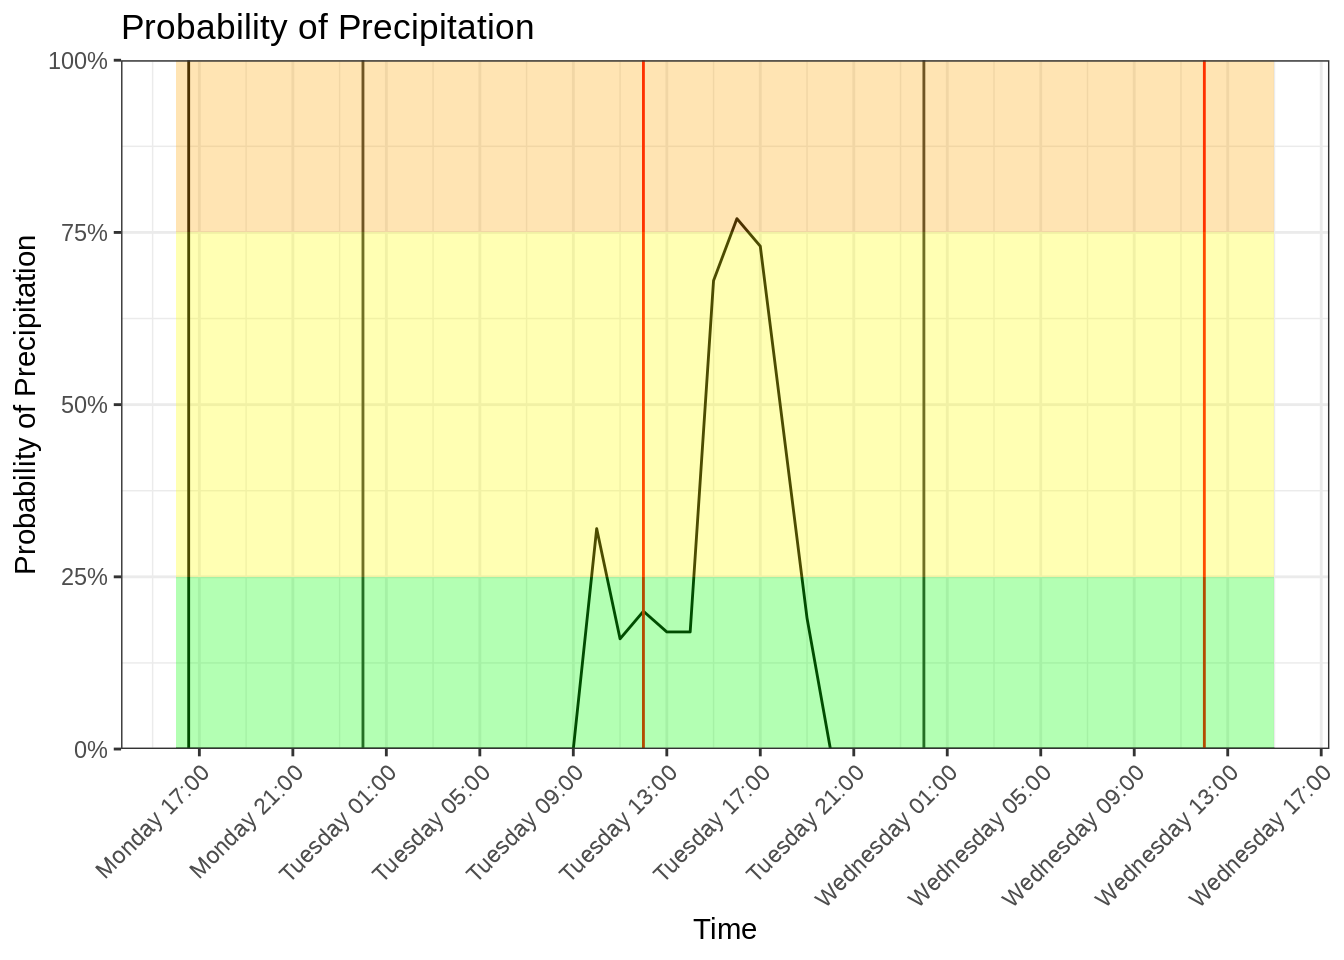 Probability of Precipitation
100%
75%
50%
25%
0%
Probability of Precipitation
Monday 17:00
Monday 21:00
Tuesday 01:00
Tuesday 05:00
Tuesday 09:00
Tuesday 13:00
Tuesday 17:00
Tuesday 21:00
Wednesday 01:00
Wednesday 05:00
Wednesday 09:00
Wednesday 13:00
Wednesday 17:00
Time